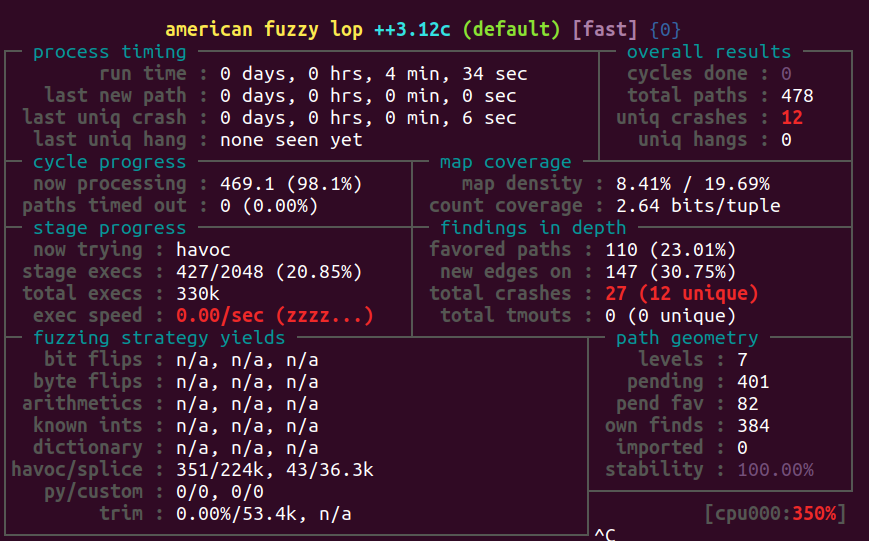 american fuzzy lop ++3.12c (default) [fast] {0}
process timing overall results
run time : 0 days, 0 hrs, 4 min, 34 sec cycles done : 0
last new path : 0 days, 0 hrs, 0 min, 0 sec total paths : 478
last uniq crash : 0 days, 0 hrs, 0 min, 6 sec uniq crashes : 12
last uniq hang : none seen yet uniq hangs : 0
cycle progress map coverage
now processing : 469.1 (98.1%) map density : 8.41% / 19.69%
paths timed out : 0 (0.00%) count coverage : 2.64 bits/tuple
stage progress findings in depth
now trying : havoc favored paths : 110 (23.01%)
stage execs : 427/2048 (20.85%) new edges on : 147 (30.75%)
total execs : 330k total crashes : 27 (12 unique)
exec speed : 0.00/sec (zzzz...) total tmouts : 0 (0 unique)
fuzzing strategy yields path geometry
bit flips : n/a, n/a, n/a levels : 7
byte flips : n/a, n/a, n/a pending : 401
arithmetics : n/a, n/a, n/a pend fav : 82
known ints : n/a, n/a, n/a own finds : 384
dictionary : n/a, n/a, n/a imported : 0
havoc/splice : 351/224k, 43/36.3k stability : 100.00%
py/custom : 0/0, 0/0
trim : 0.00%/53.4k, n/a [cpu000:350%]
^C